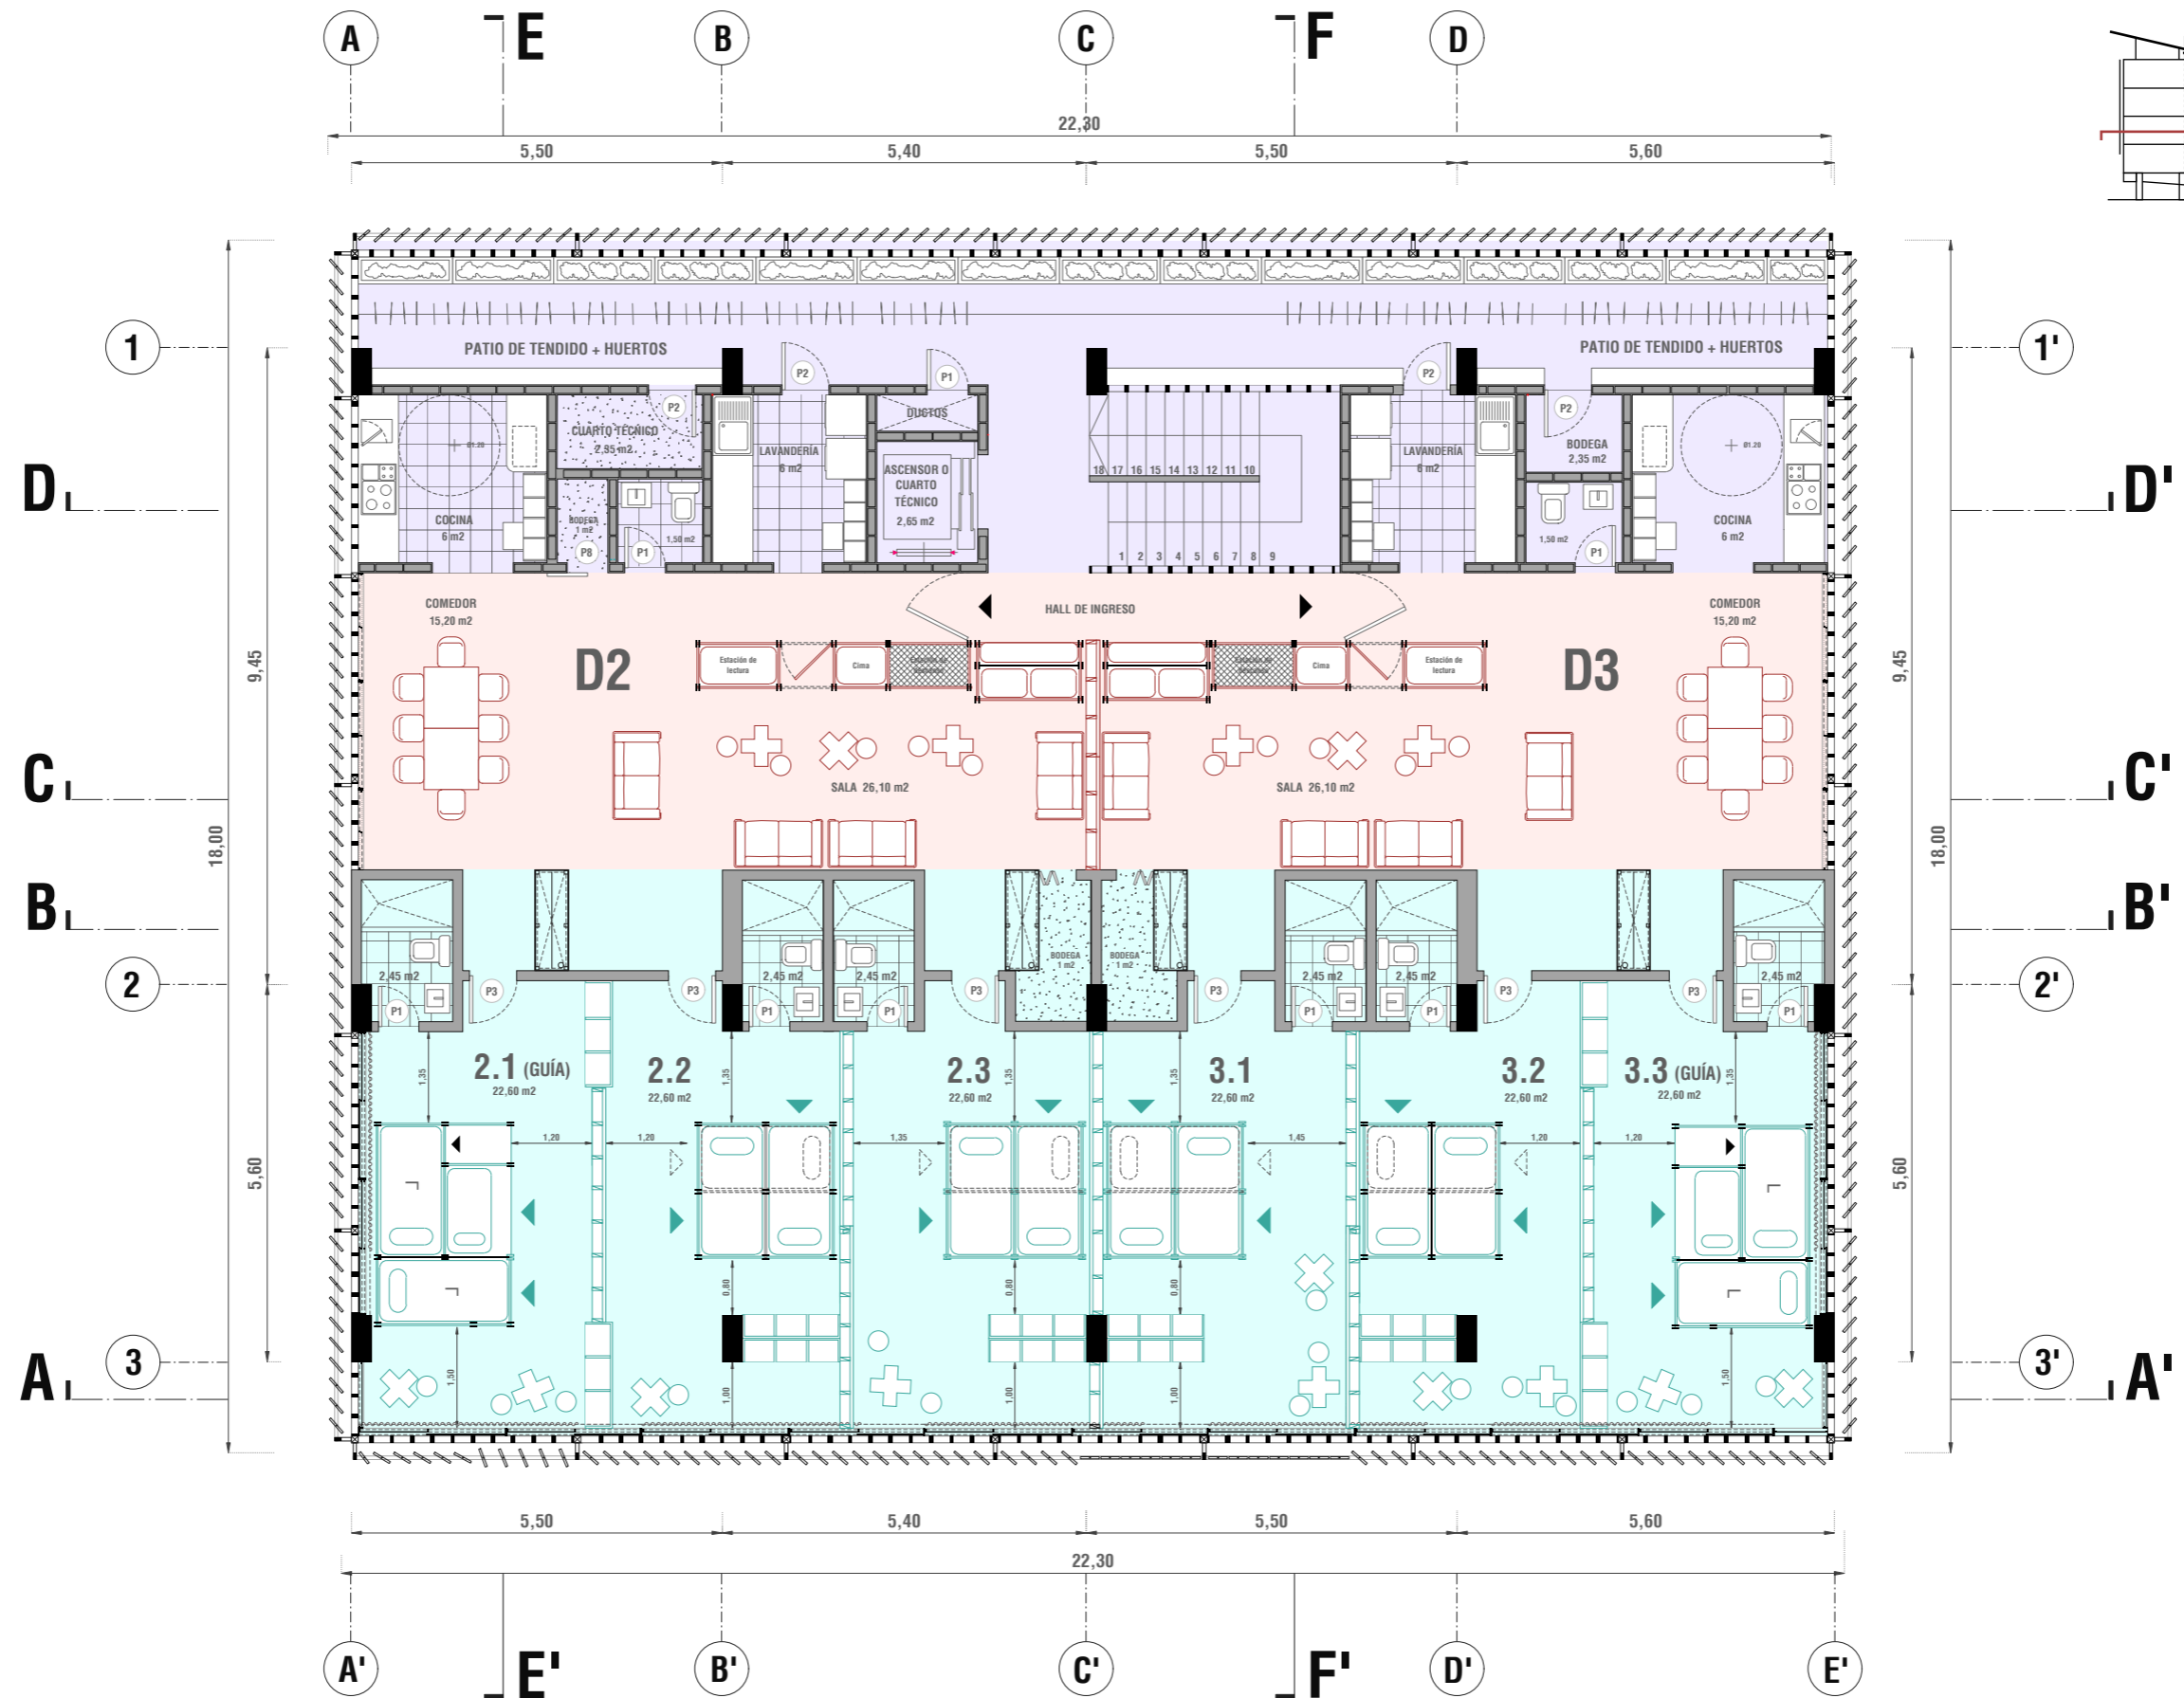 A
E
B
C
F
D
22,30
5,50
5,40
5,50
5,60
1
1'
PATIO DE TENDIDO + HUERTOS
PATIO DE TENDIDO + HUERTOS
P2
P1
P2
P2
P2
DUCTOS
CUARTO TÉCNICO
2,35 m2
Ø1.20
LAVANDERÍA
6 m2
ASCENSOR O
CUARTO
TÉCNICO
2,65 m2
18 17 16 15 14 13 12 11 10
1 2 3 4 5 6 7 8 9
LAVANDERÍA
6 m2
BODEGA
2,35 m2
Ø1.20
D
D'
COCINA
6 m2
BODEGA
1 m2
P8
P1
1,50 m2
1,50 m2
P1
COCINA
6 m2
COMEDOR
15,20 m2
HALL DE INGRESO
COMEDOR
15,20 m2
9,45
9,45
D2
D3
Estación de
lectura
Cima
Cima
Estación de
lectura
SALA 26,10 m2
SALA 26,10 m2
C
C'
18,00
18,00
B
B'
2
2'
2,45 m2
2,45 m2
2,45 m2
BODEGA
1 m2
BODEGA
1 m2
2,45 m2
2,45 m2
2,45 m2
P1
P3
P3
P1
P1
P3
P3
P1
P1
P3
P3
P1
2.1 (GUÍA)
22,60 m2
2.2
22,60 m2
2.3
22,60 m2
3.1
22,60 m2
3.2
22,60 m2
3.3 (GUÍA)
22,60 m2
1,35
1,35
1,35
1,35
1,20
1,20
1,35
1,45
1,20
1,20
5,60
5,60
0,80
0,80
0,80
1,50
1,00
1,00
1,00
1,50
3
3'
A
A'
5,50
5,40
5,50
5,60
22,30
A'
E'
B'
C'
F'
D'
E'